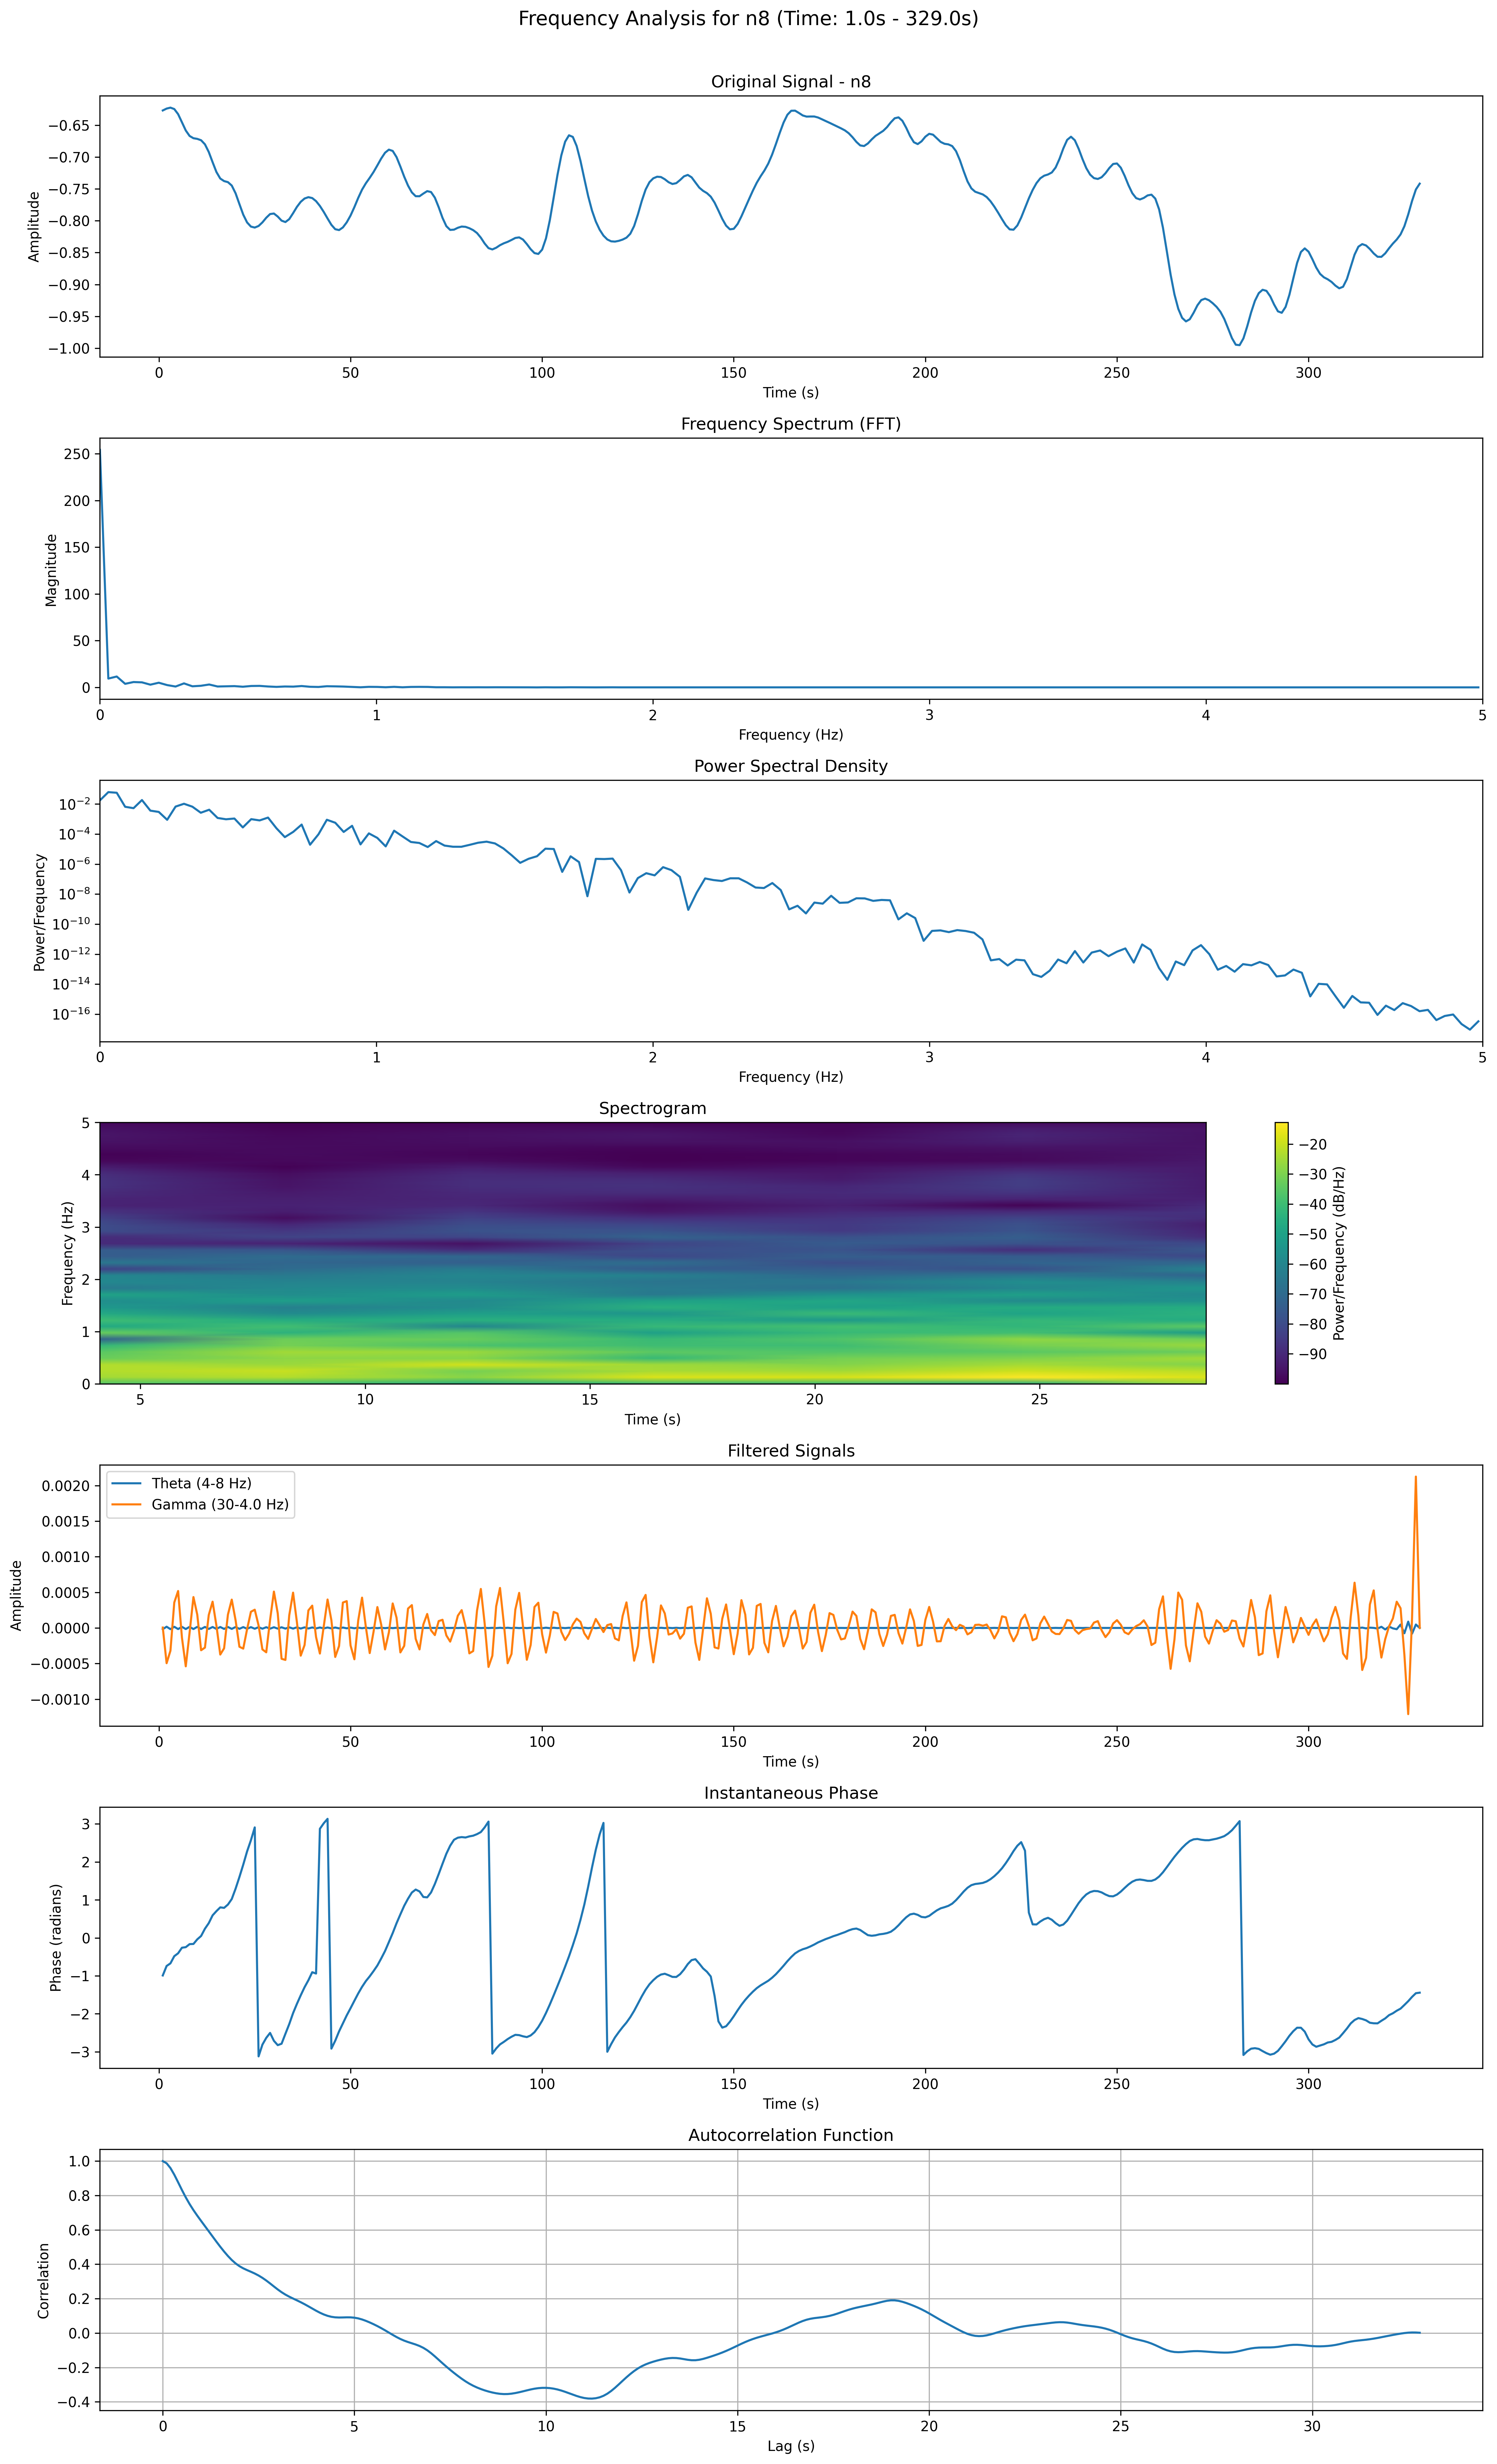 Frequency Analysis for n8 (Time: 1.0s - 329.0s)
Original Signal - n8
Amplitude
−0.65
−0.70
−0.75
−0.80
−0.85
−0.90
−0.95
−1.00
0 50 100 150 200 250 300
Time (s)
Frequency Spectrum (FFT)
Magnitude
250
200
150
100
50
0
0 1 2 3 4 5
Frequency (Hz)
Power Spectral Density
Power/Frequency
10⁻²
10⁻⁴
10⁻⁶
10⁻⁸
10⁻¹⁰
10⁻¹²
10⁻¹⁴
10⁻¹⁶
0 1 2 3 4 5
Frequency (Hz)
Spectrogram
Frequency (Hz)
5
4
3
2
1
0
5 10 15 20 25
Time (s)
−20
−30
−40
−50
−60
−70
−80
−90
Power/Frequency (dB/Hz)
Filtered Signals
Theta (4-8 Hz)
Gamma (30-4.0 Hz)
Amplitude
0.0020
0.0015
0.0010
0.0005
0.0000
−0.0005
−0.0010
0 50 100 150 200 250 300
Time (s)
Instantaneous Phase
Phase (radians)
3
2
1
0
−1
−2
−3
0 50 100 150 200 250 300
Time (s)
Autocorrelation Function
Correlation
1.0
0.8
0.6
0.4
0.2
0.0
−0.2
−0.4
0 5 10 15 20 25 30
Lag (s)